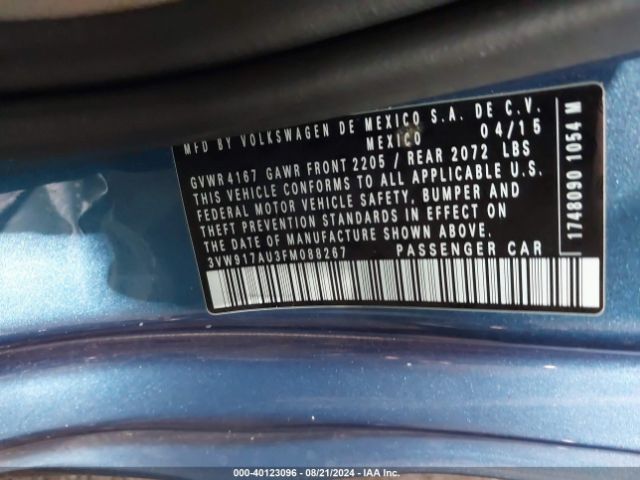 MFD BY VOLKSWAGEN DE MEXICO S.A. DE C.V.
MEXICO 04/15
GVWR 4167 GAWR FRONT 2205 / REAR 2072 LBS
THIS VEHICLE CONFORMS TO ALL APPLICABLE U.S.
FEDERAL MOTOR VEHICLE SAFETY, BUMPER AND
THEFT PREVENTION STANDARDS IN EFFECT ON
THE DATE OF MANUFACTURE SHOWN ABOVE.
3VW917AU3FM088267 PASSENGER CAR
1748090 1054 M
000-40123096 - 08/21/2024 - IAA Inc.